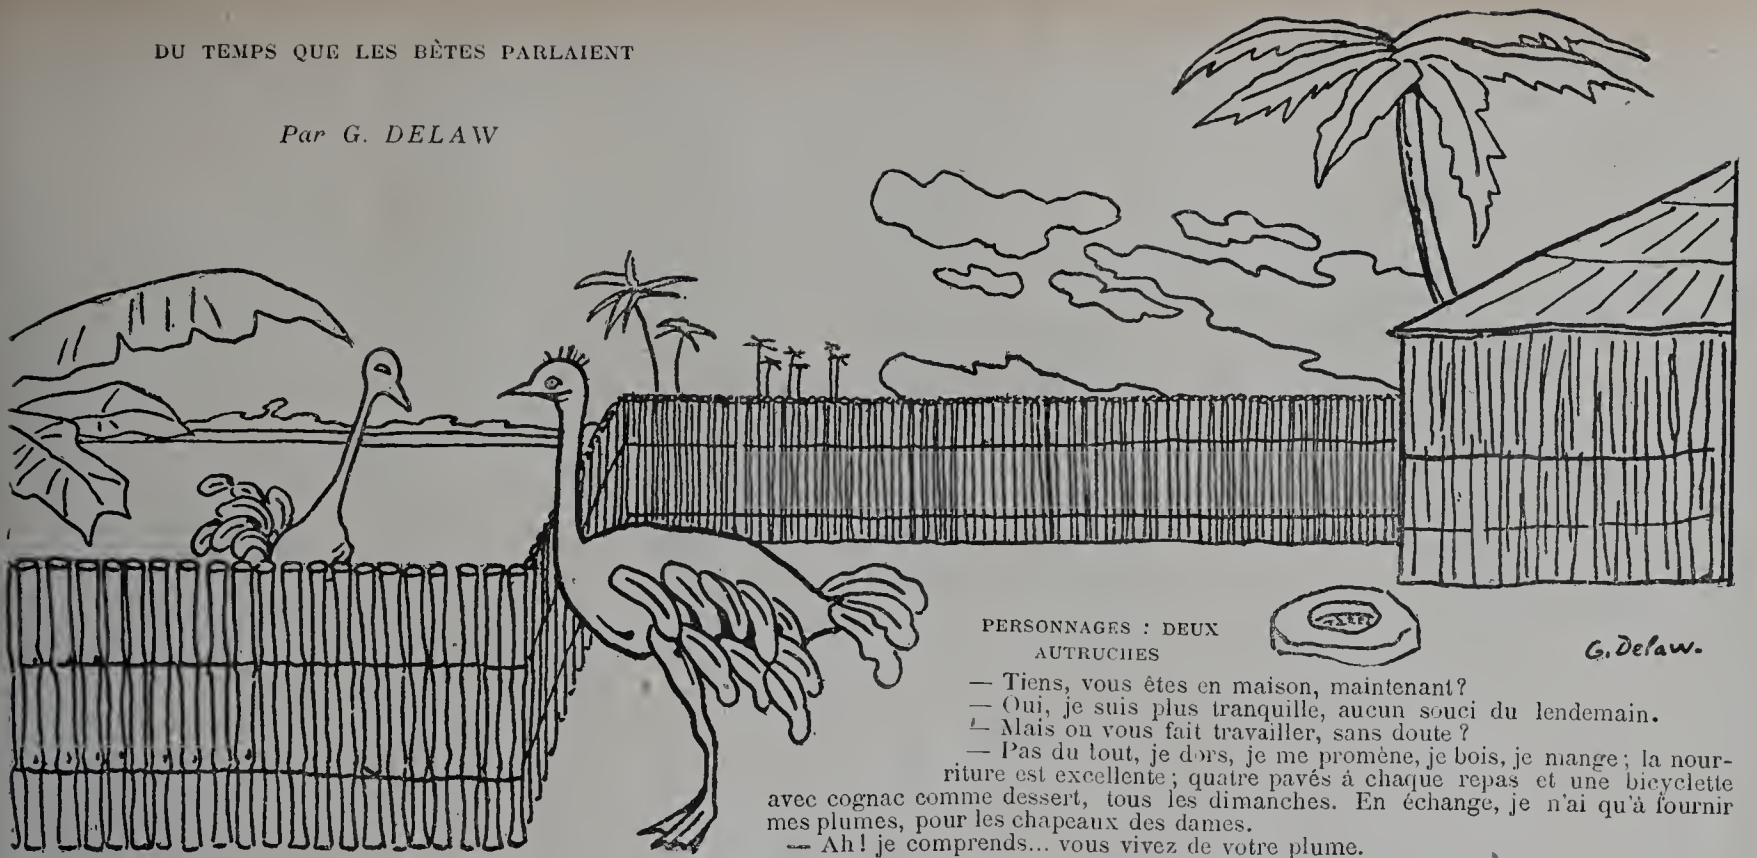 DU TEMPS QUE LES BÈTES PARLAIENT
Par G. DELAW
PERSONNAGES : DEUX
AUTRUCHES
G. Delaw.
— Tiens, vous êtes en maison, maintenant?
— Oui, je suis plus tranquille, aucun souci du lendemain.
— Mais on vous fait travailler, sans doute ?
— Pas du tout, je dors, je me promène, je bois, je mange ; la nour-
riture est excellente ; quatre pavés à chaque repas et une bicyclette
avec cognac comme dessert, tous les dimanches. En échange, je n'ai qu'à fournir
mes plumes, pour les chapeaux des dames.
— Ah ! je comprends... vous vivez de votre plume.